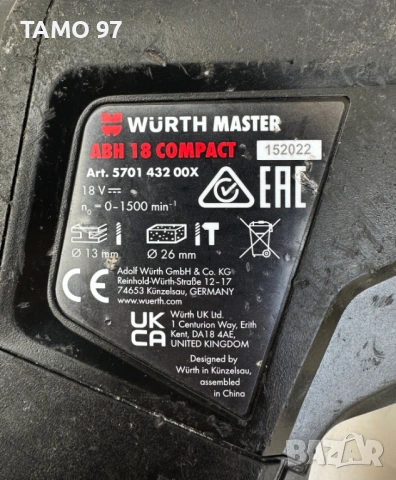 TAMO 97
WÜRTH MASTER
ABH 18 COMPACT
152022
Art. 5701 432 00X
18 V
n₀ = 0–1500 min⁻¹
EAC
Ø 13 mm
Ø 26 mm
Adolf Würth GmbH & Co. KG
Reinhold-Würth-Straße 12–17
74653 Künzelsau, GERMANY
www.wuerth.com
CE
UK
CA
Würth UK Ltd.
1 Centurion Way, Erith
Kent, DA18 4AE,
UNITED KINGDOM
Designed by
Würth in Künzelsau,
assembled
in China
BAZAR